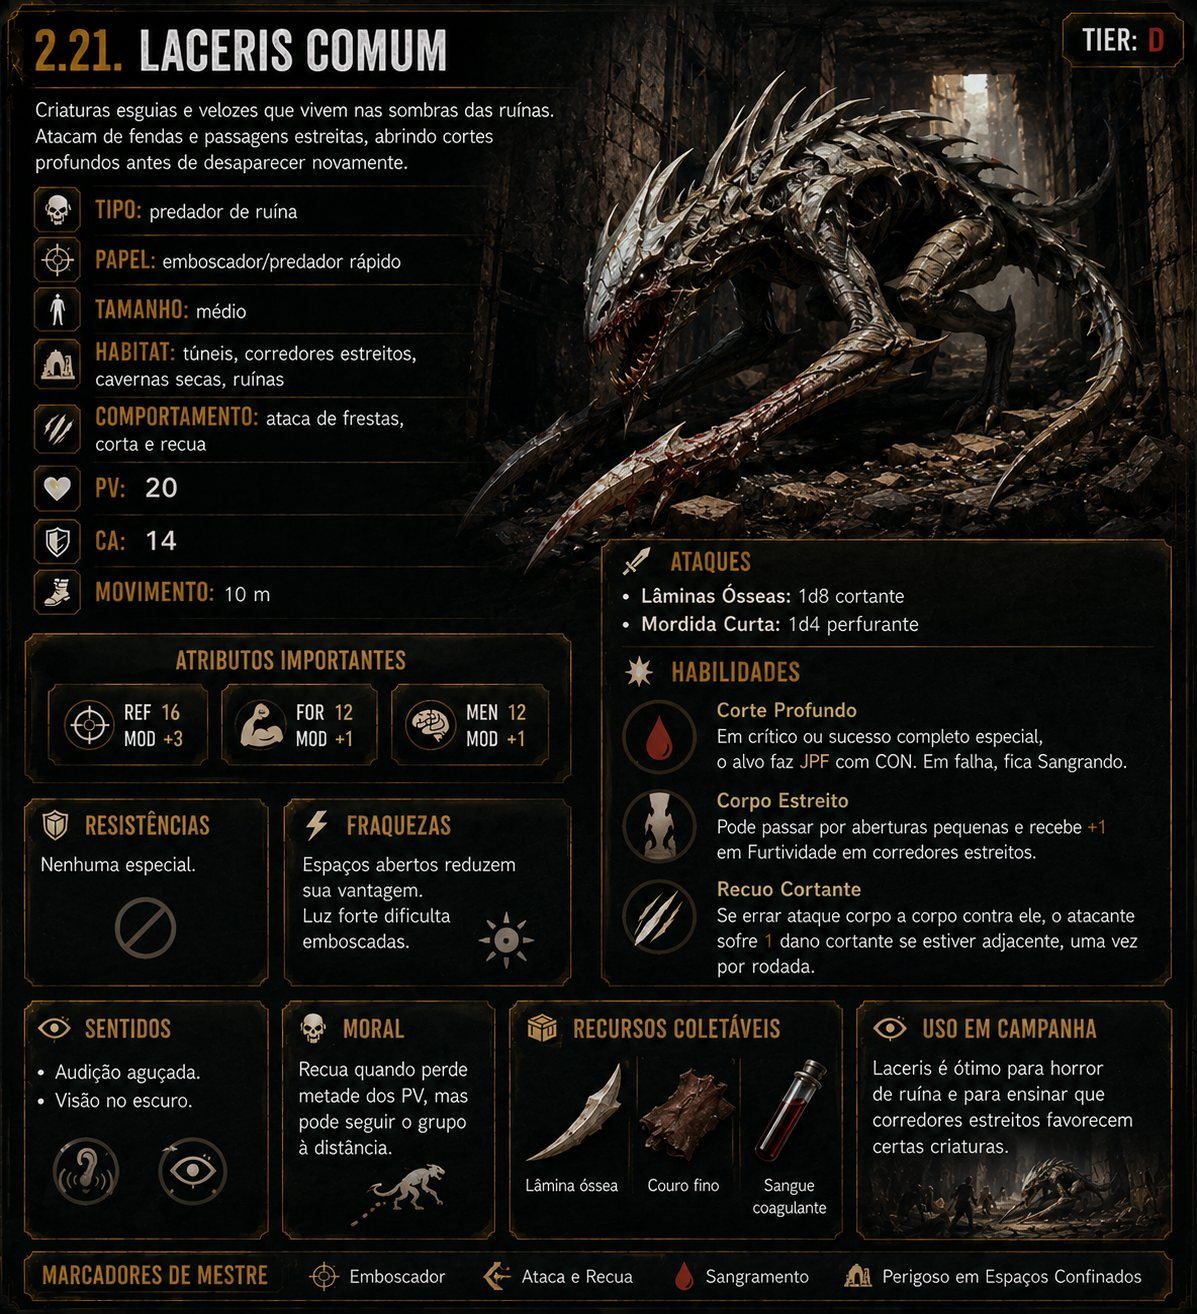 2.21. LACERIS COMUM
TIER: D
Criaturas esguias e velozes que vivem nas sombras das ruínas.
Atacam de fendas e passagens estreitas, abrindo cortes
profundos antes de desaparecer novamente.
TIPO: predador de ruína
PAPEL: emboscador/predador rápido
TAMANHO: médio
HABITAT: túneis, corredores estreitos,
cavernas secas, ruínas
COMPORTAMENTO: ataca de frestas,
corta e recua
PV: 20
CA: 14
MOVIMENTO: 10 m
ATRIBUTOS IMPORTANTES
REF 16
MOD +3
FOR 12
MOD +1
MEN 12
MOD +1
ATAQUES
• Lâminas Ósseas: 1d8 cortante
• Mordida Curta: 1d4 perfurante
HABILIDADES
Corte Profundo
Em crítico ou sucesso completo especial,
o alvo faz JPF com CON. Em falha, fica Sangrando.
Corpo Estreito
Pode passar por aberturas pequenas e recebe +1
em Furtividade em corredores estreitos.
Recuo Cortante
Se errar ataque corpo a corpo contra ele, o atacante
sofre 1 dano cortante se estiver adjacente, uma vez
por rodada.
RESISTÊNCIAS
Nenhuma especial.
FRAQUEZAS
Espaços abertos reduzem
sua vantagem.
Luz forte dificulta
emboscadas.
SENTIDOS
• Audição aguçada.
• Visão no escuro.
MORAL
Recua quando perde
metade dos PV, mas
pode seguir o grupo
à distância.
RECURSOS COLETÁVEIS
Lâmina óssea
Couro fino
Sangue
coagulante
USO EM CAMPANHA
Laceris é ótimo para horror
de ruína e para ensinar que
corredores estreitos favorecem
certas criaturas.
MARCADORES DE MESTRE
Emboscador
Ataca e Recua
Sangramento
Perigoso em Espaços Confinados